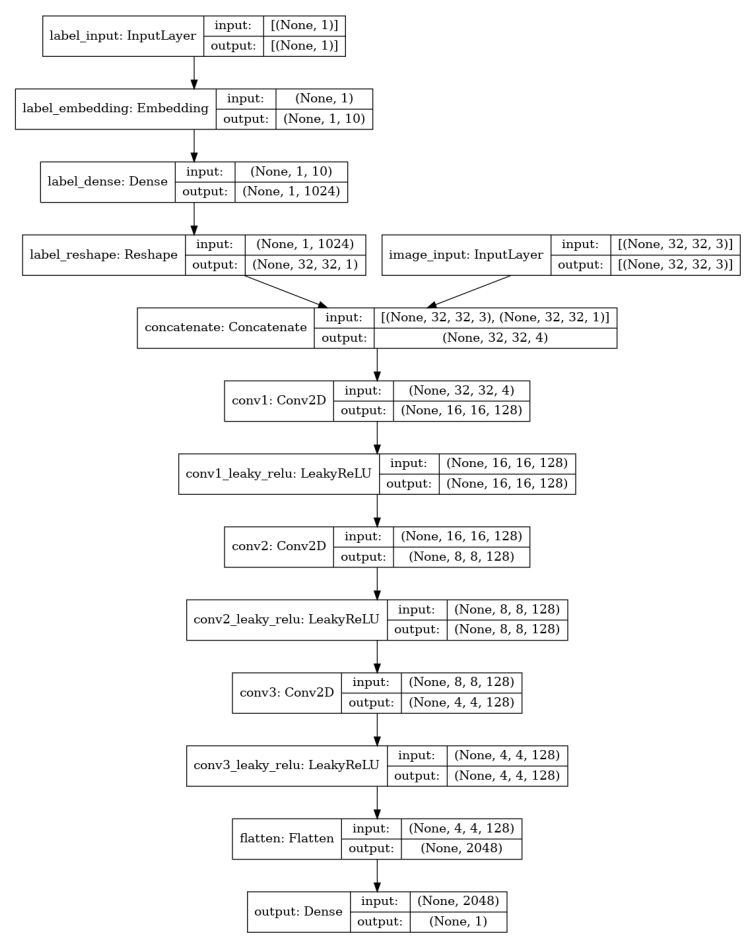 label_input: InputLayer
input:
[(None, 1)]
output:
[(None, 1)]
label_embedding: Embedding
input:
(None, 1)
output:
(None, 1, 10)
label_dense: Dense
input:
(None, 1, 10)
output:
(None, 1, 1024)
label_reshape: Reshape
input:
(None, 1, 1024)
output:
(None, 32, 32, 1)
image_input: InputLayer
input:
[(None, 32, 32, 3)]
output:
[(None, 32, 32, 3)]
concatenate: Concatenate
input:
[(None, 32, 32, 3), (None, 32, 32, 1)]
output:
(None, 32, 32, 4)
conv1: Conv2D
input:
(None, 32, 32, 4)
output:
(None, 16, 16, 128)
conv1_leaky_relu: LeakyReLU
input:
(None, 16, 16, 128)
output:
(None, 16, 16, 128)
conv2: Conv2D
input:
(None, 16, 16, 128)
output:
(None, 8, 8, 128)
conv2_leaky_relu: LeakyReLU
input:
(None, 8, 8, 128)
output:
(None, 8, 8, 128)
conv3: Conv2D
input:
(None, 8, 8, 128)
output:
(None, 4, 4, 128)
conv3_leaky_relu: LeakyReLU
input:
(None, 4, 4, 128)
output:
(None, 4, 4, 128)
flatten: Flatten
input:
(None, 4, 4, 128)
output:
(None, 2048)
output: Dense
input:
(None, 2048)
output:
(None, 1)